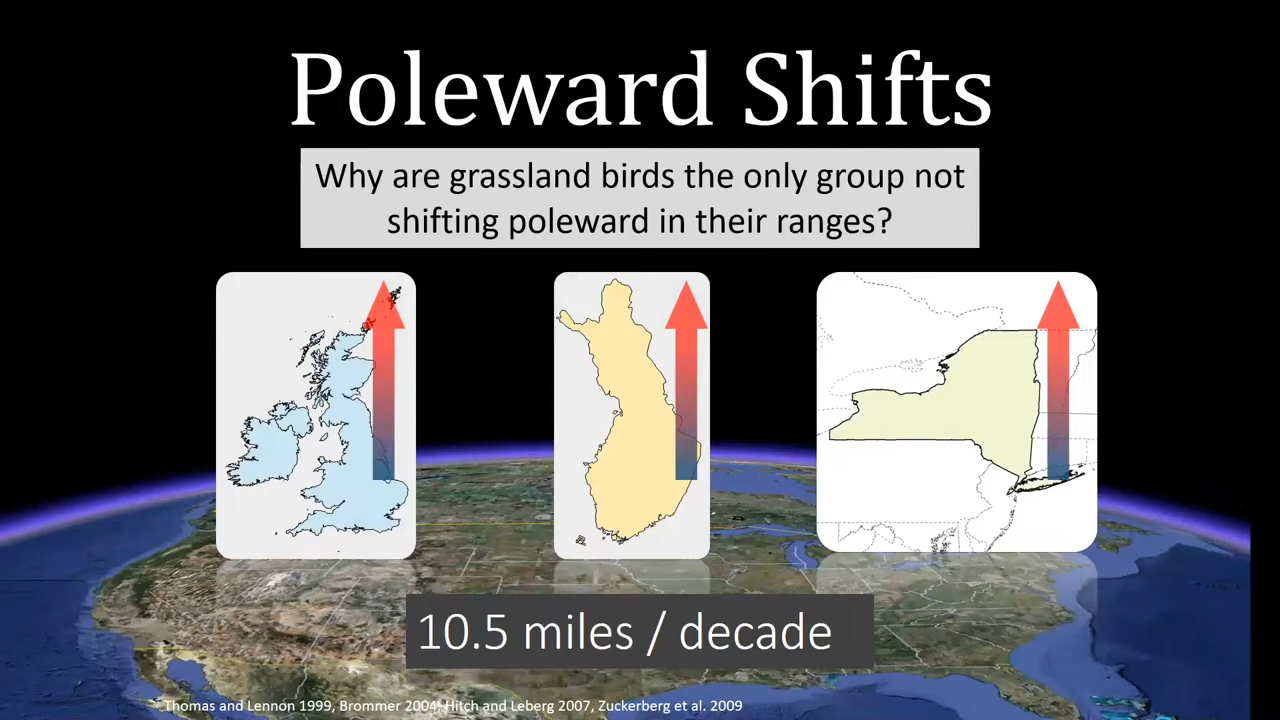 Poleward Shifts
Why are grassland birds the only group not
shifting poleward in their ranges?
10.5 miles / decade
Thomas and Lennon 1999, Brommer 2004, Hitch and Leberg 2007, Zuckerberg et al. 2009